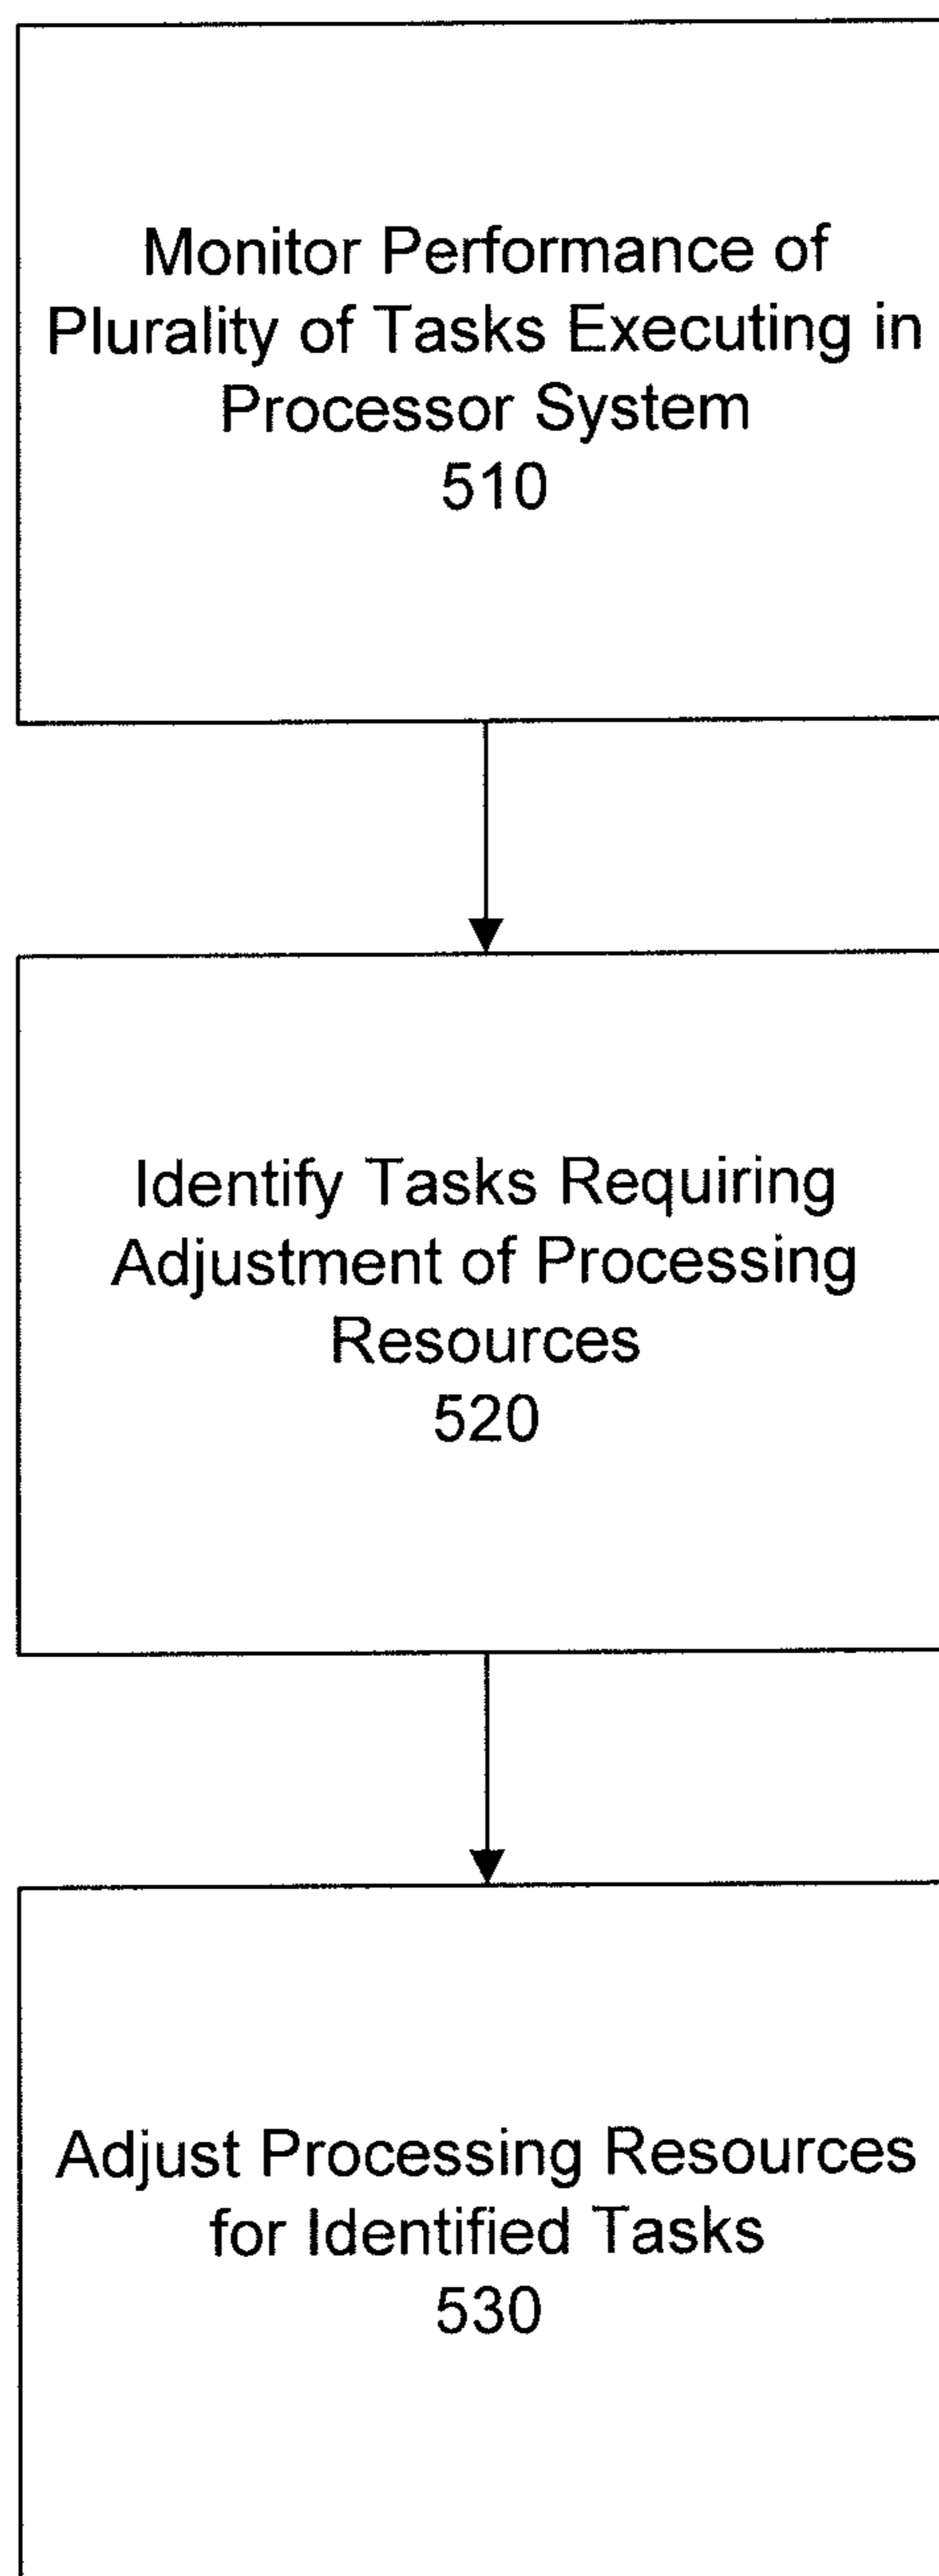 Monitor Performance of
Plurality of Tasks Executing in
Processor System
510
Identify Tasks Requiring
Adjustment of Processing
Resources
520
Adjust Processing Resources
for Identified Tasks
530